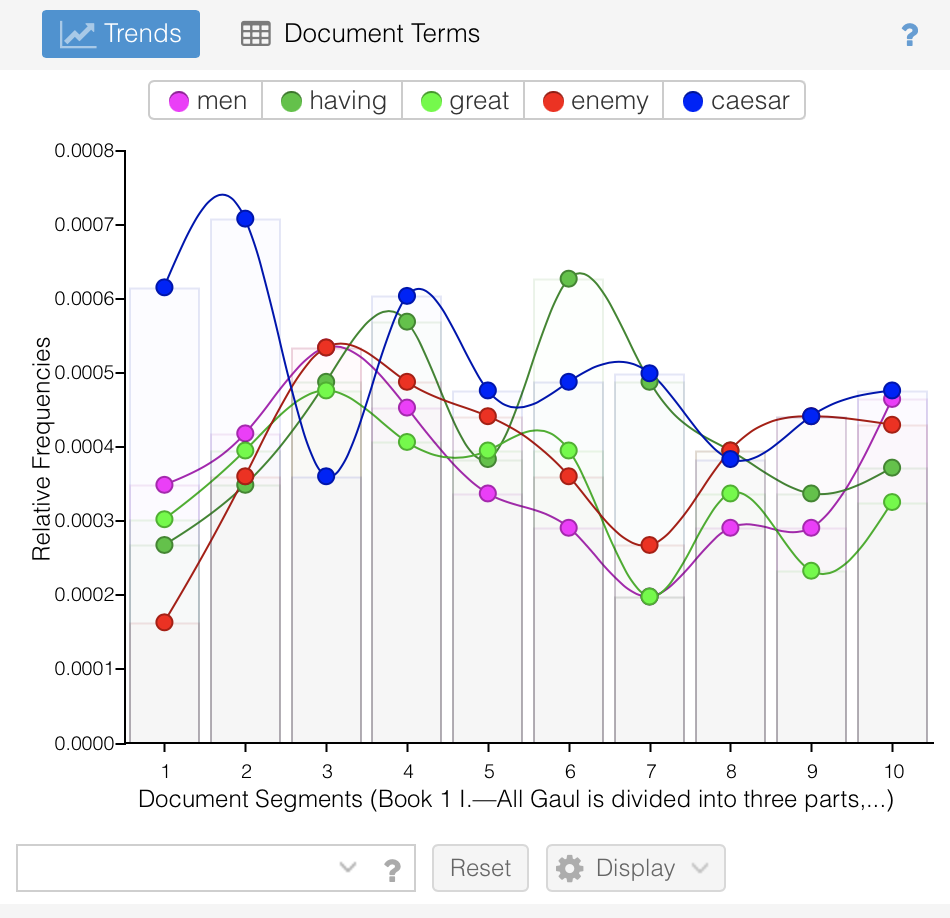 Trends Document Terms ?
men having great enemy caesar
0.0008
0.0007
0.0006
0.0005
0.0004
0.0003
0.0002
0.0001
0.0000
Relative Frequencies
1 2 3 4 5 6 7 8 9 10
Document Segments (Book 1 I.—All Gaul is divided into three parts,...)
? Reset Display